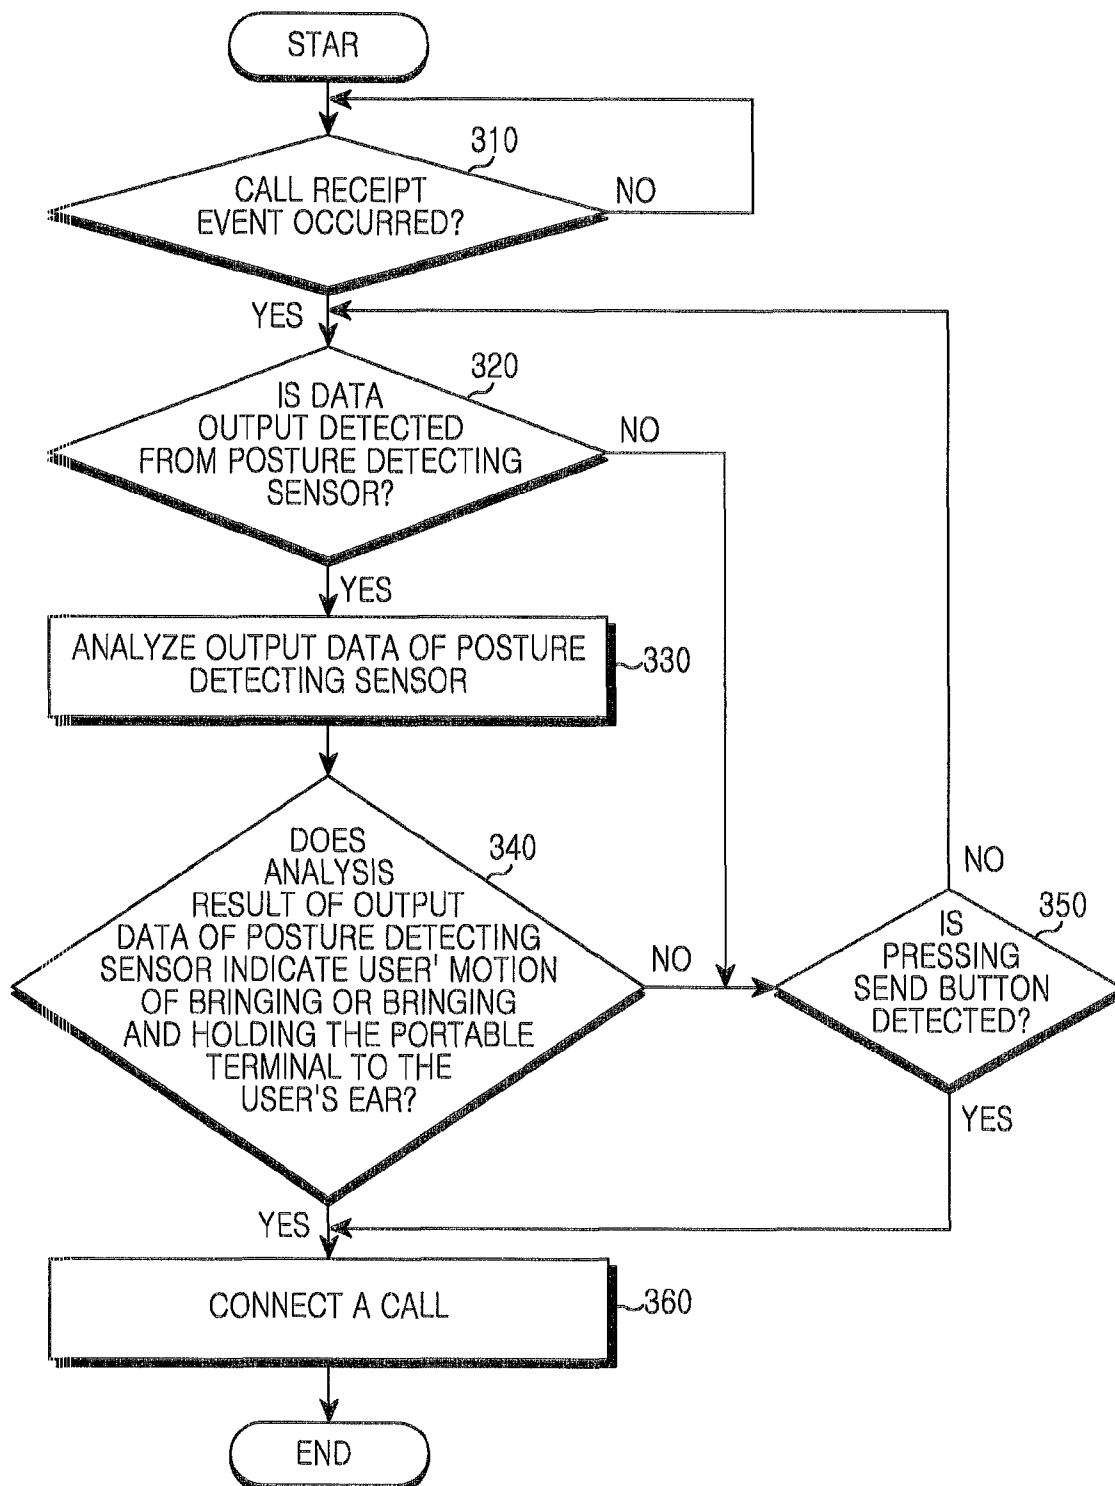 STAR
310
CALL RECEIPT
EVENT OCCURRED?
NO
YES
320
IS DATA
OUTPUT DETECTED
FROM POSTURE DETECTING
SENSOR?
NO
YES
ANALYZE OUTPUT DATA OF POSTURE
DETECTING SENSOR
330
DOES
ANALYSIS
RESULT OF OUTPUT
DATA OF POSTURE DETECTING
SENSOR INDICATE USER' MOTION
OF BRINGING OR BRINGING
AND HOLDING THE PORTABLE
TERMINAL TO THE
USER'S EAR?
340
NO
NO
350
IS
PRESSING
SEND BUTTON
DETECTED?
YES
YES
CONNECT A CALL
360
END